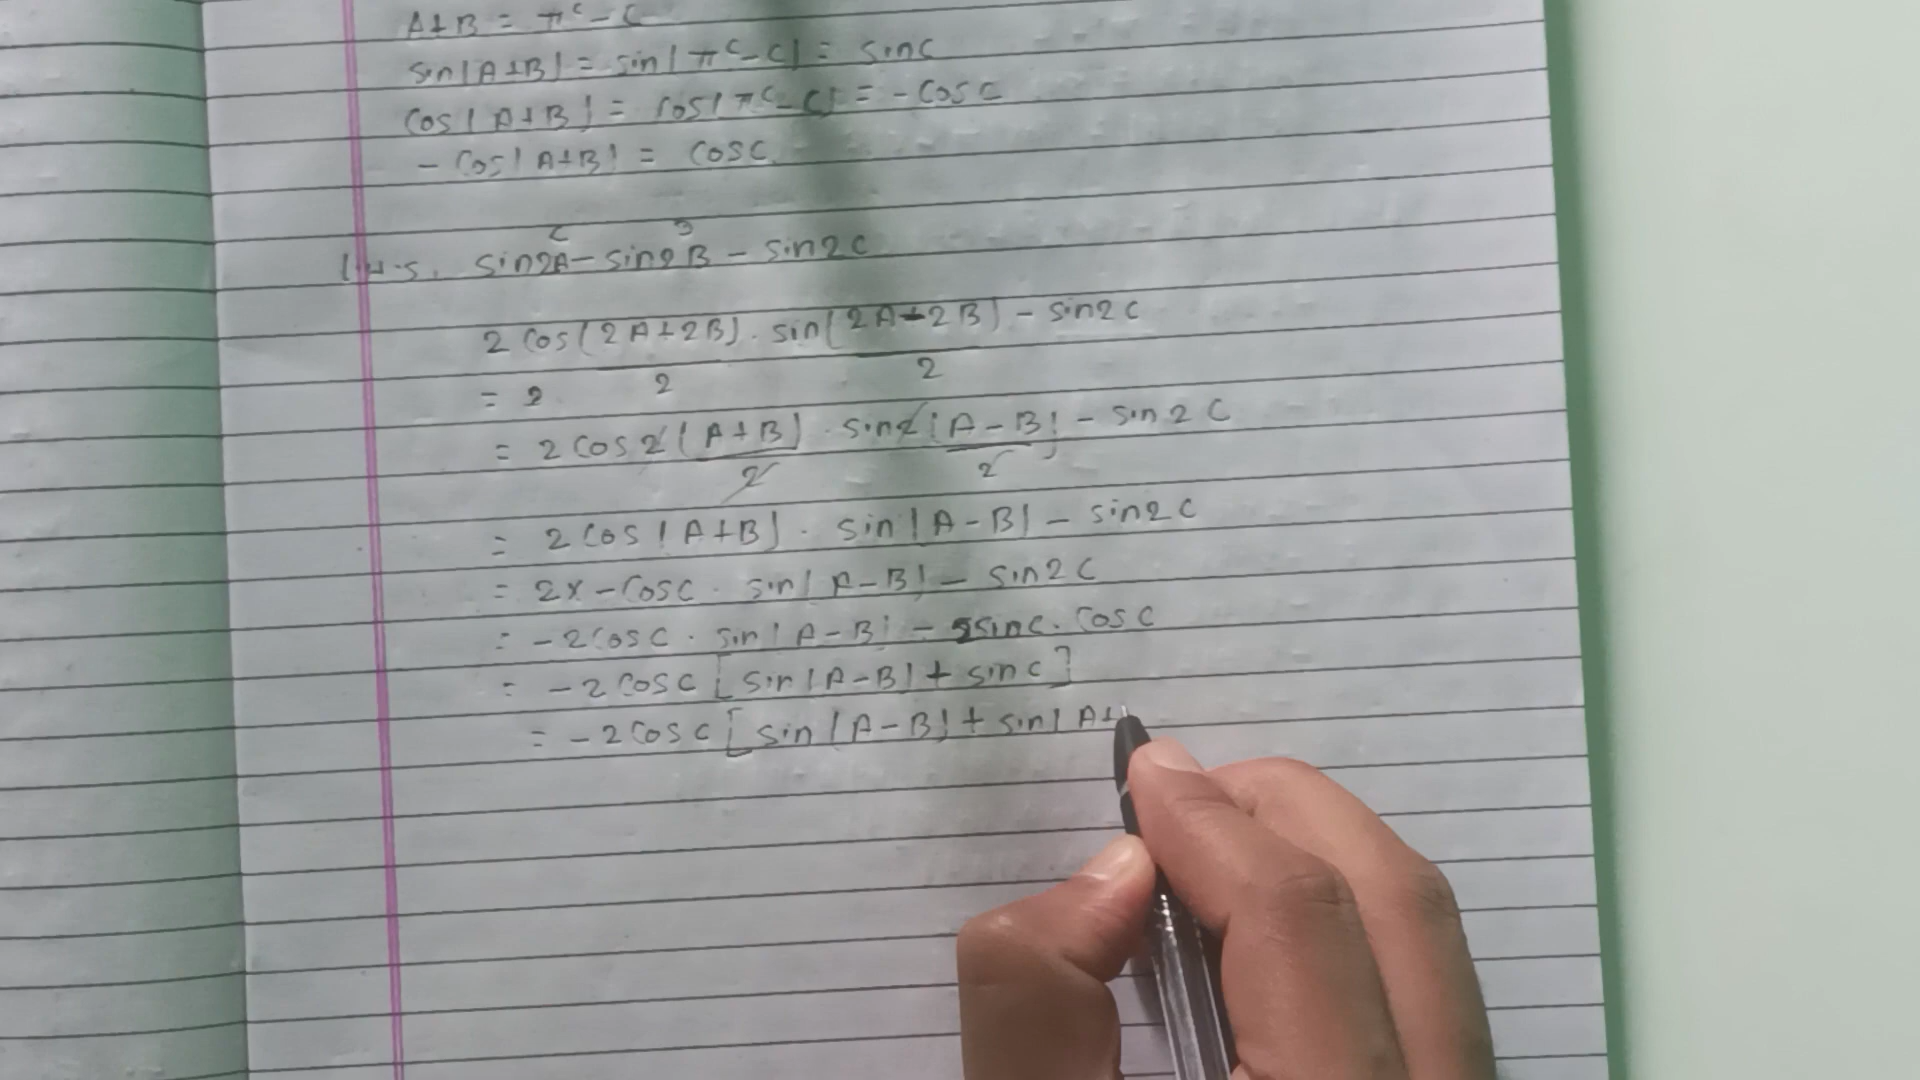 A+B = π^c - C
sin(A+B) = sin(π^c - C) = sinC
cos(A+B) = cos(π^c - C) = -cosC
-cos(A+B) = cosC
L.H.S. sin2A - sin2B - sin2C
2cos(2A+2B)/2 . sin(2A-2B)/2 - sin2C
= 2
= 2cos2(A+B)/2 . sin2(A-B)/2 - sin2C
= 2cos(A+B) . sin(A-B) - sin2C
= 2x-cosC . sin(A-B) - sin2C
= -2cosC . sin(A-B) - 2sinC.cosC
= -2cosC[sin(A-B) + sinC]
= -2cosC[sin(A-B) + sin(A+